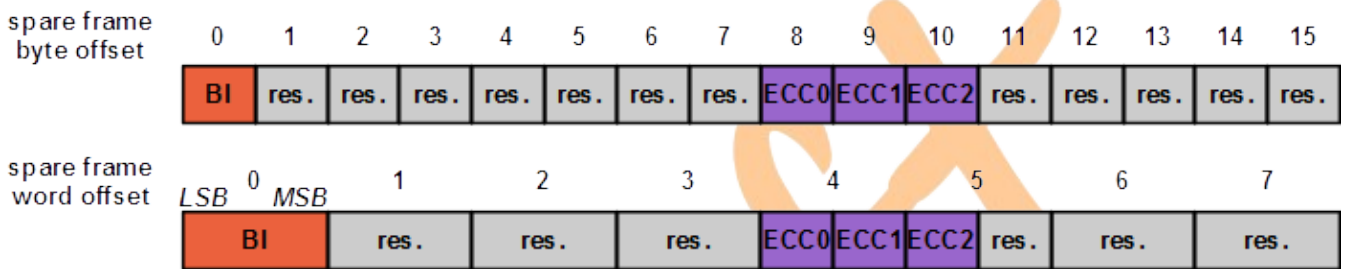 spare frame
byte offset
0 1 2 3 4 5 6 7 8 9 10 11 12 13 14 15
BI res. res. res. res. res. res. res. ECC0 ECC1 ECC2 res. res. res. res. res.
spare frame
word offset
0 1 2 3 4 5 6 7
LSB MSB
BI res. res. res. ECC0 ECC1 ECC2 res. res. res.